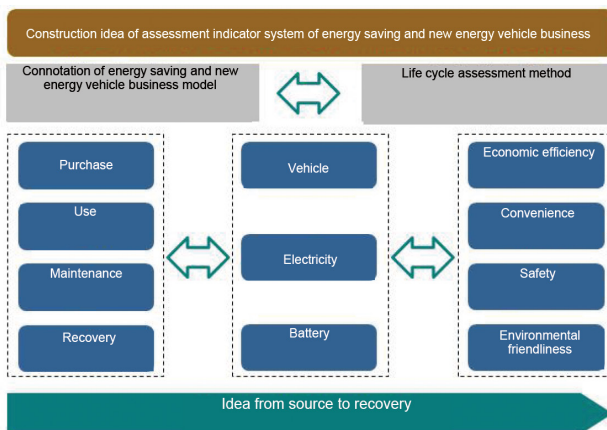 Construction idea of assessment indicator system of energy saving and new energy vehicle business
Connotation of energy saving and new
energy vehicle business model
Life cycle assessment method
Purchase
Use
Maintenance
Recovery
Vehicle
Electricity
Battery
Economic efficiency
Convenience
Safety
Environmental
friendliness
Idea from source to recovery